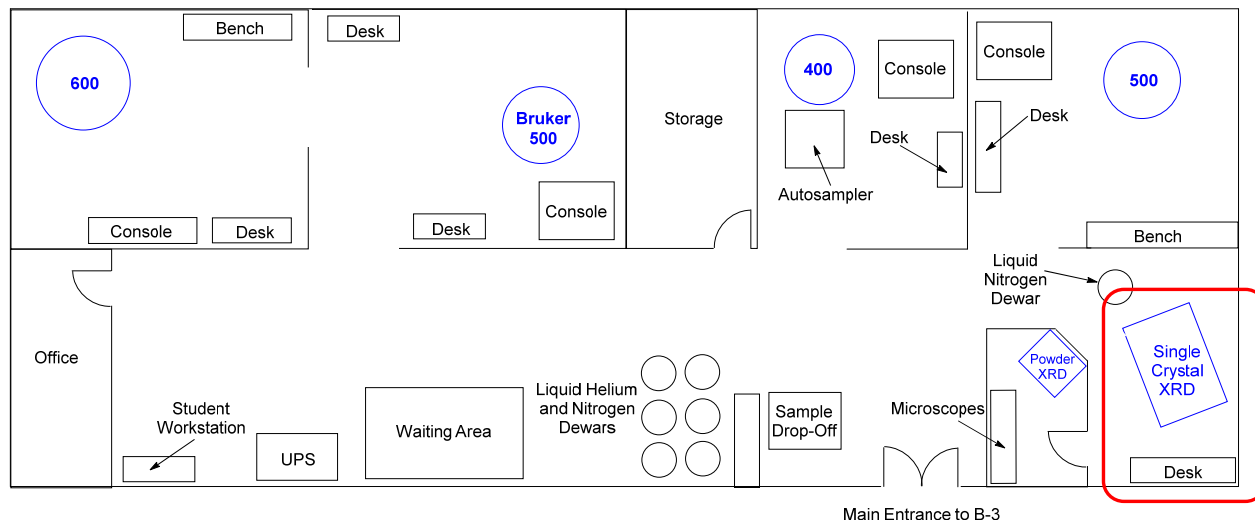 600
Bench
Desk
Bruker
500
Console
Desk
Desk
Console
Storage
400
Console
Desk
Autosampler
Console
Desk
500
Bench
Liquid
Nitrogen
Dewar
Office
Student
Workstation
UPS
Waiting Area
Liquid Helium
and Nitrogen
Dewars
Sample
Drop-Off
Microscopes
Powder
XRD
Single
Crystal
XRD
Desk
Main Entrance to B-3